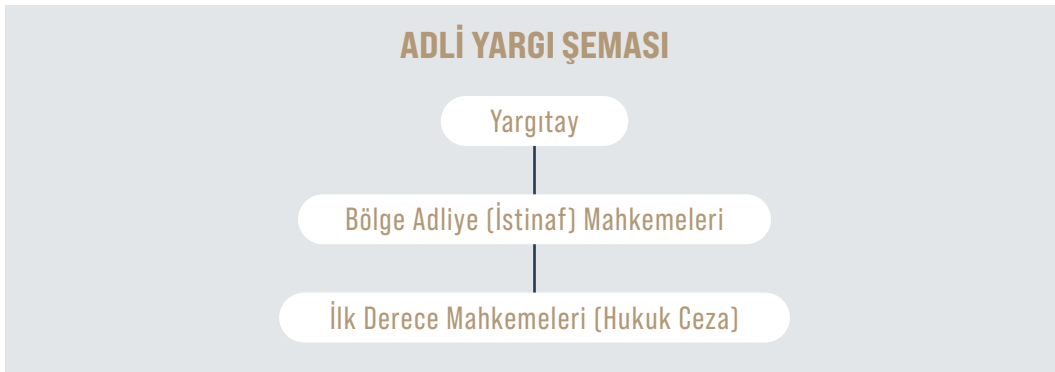 ADLİ YARGI ŞEMASI
Yargıtay
Bölge Adliye (İstinaf) Mahkemeleri
İlk Derece Mahkemeleri (Hukuk Ceza)